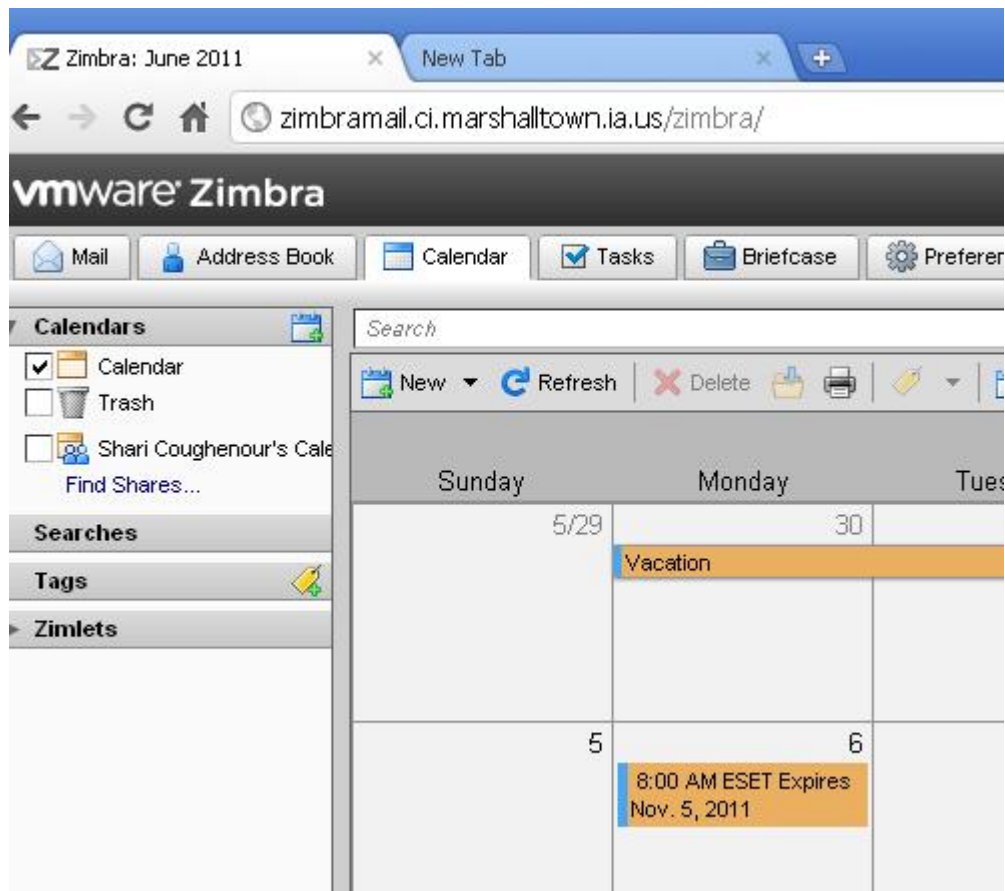 Zimbra: June 2011
New Tab
zimbramail.ci.marshalltown.ia.us/zimbra/
vmware Zimbra
Mail Address Book Calendar Tasks Briefcase Preferen
Calendars
Search
Calendar
Trash
New Refresh Delete
Shari Coughenour's Cale
Find Shares...
Sunday Monday Tues
Searches
5/29 30
Tags
Vacation
Zimlets
5 6
8:00 AM ESET Expires
Nov. 5, 2011